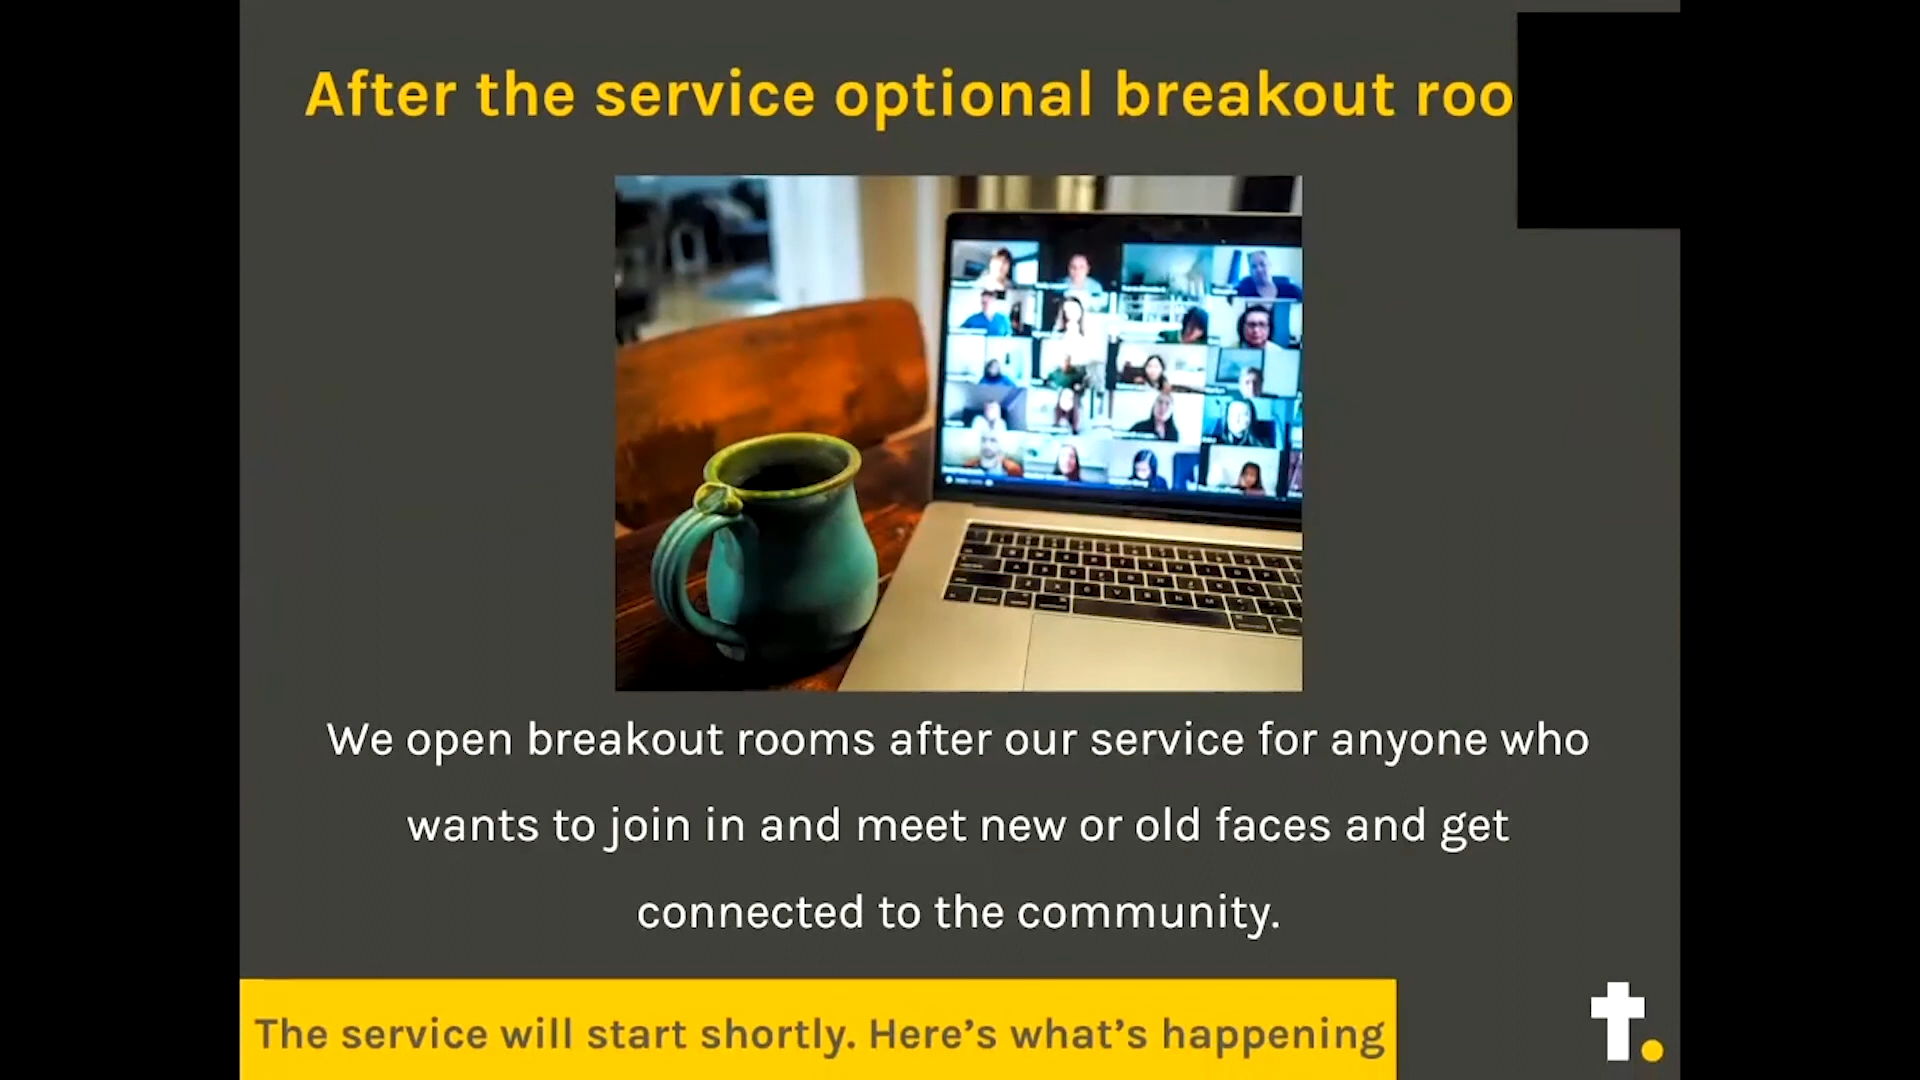 After the service optional breakout roo
We open breakout rooms after our service for anyone who
wants to join in and meet new or old faces and get
connected to the community.
The service will start shortly. Here's what's happening
t.